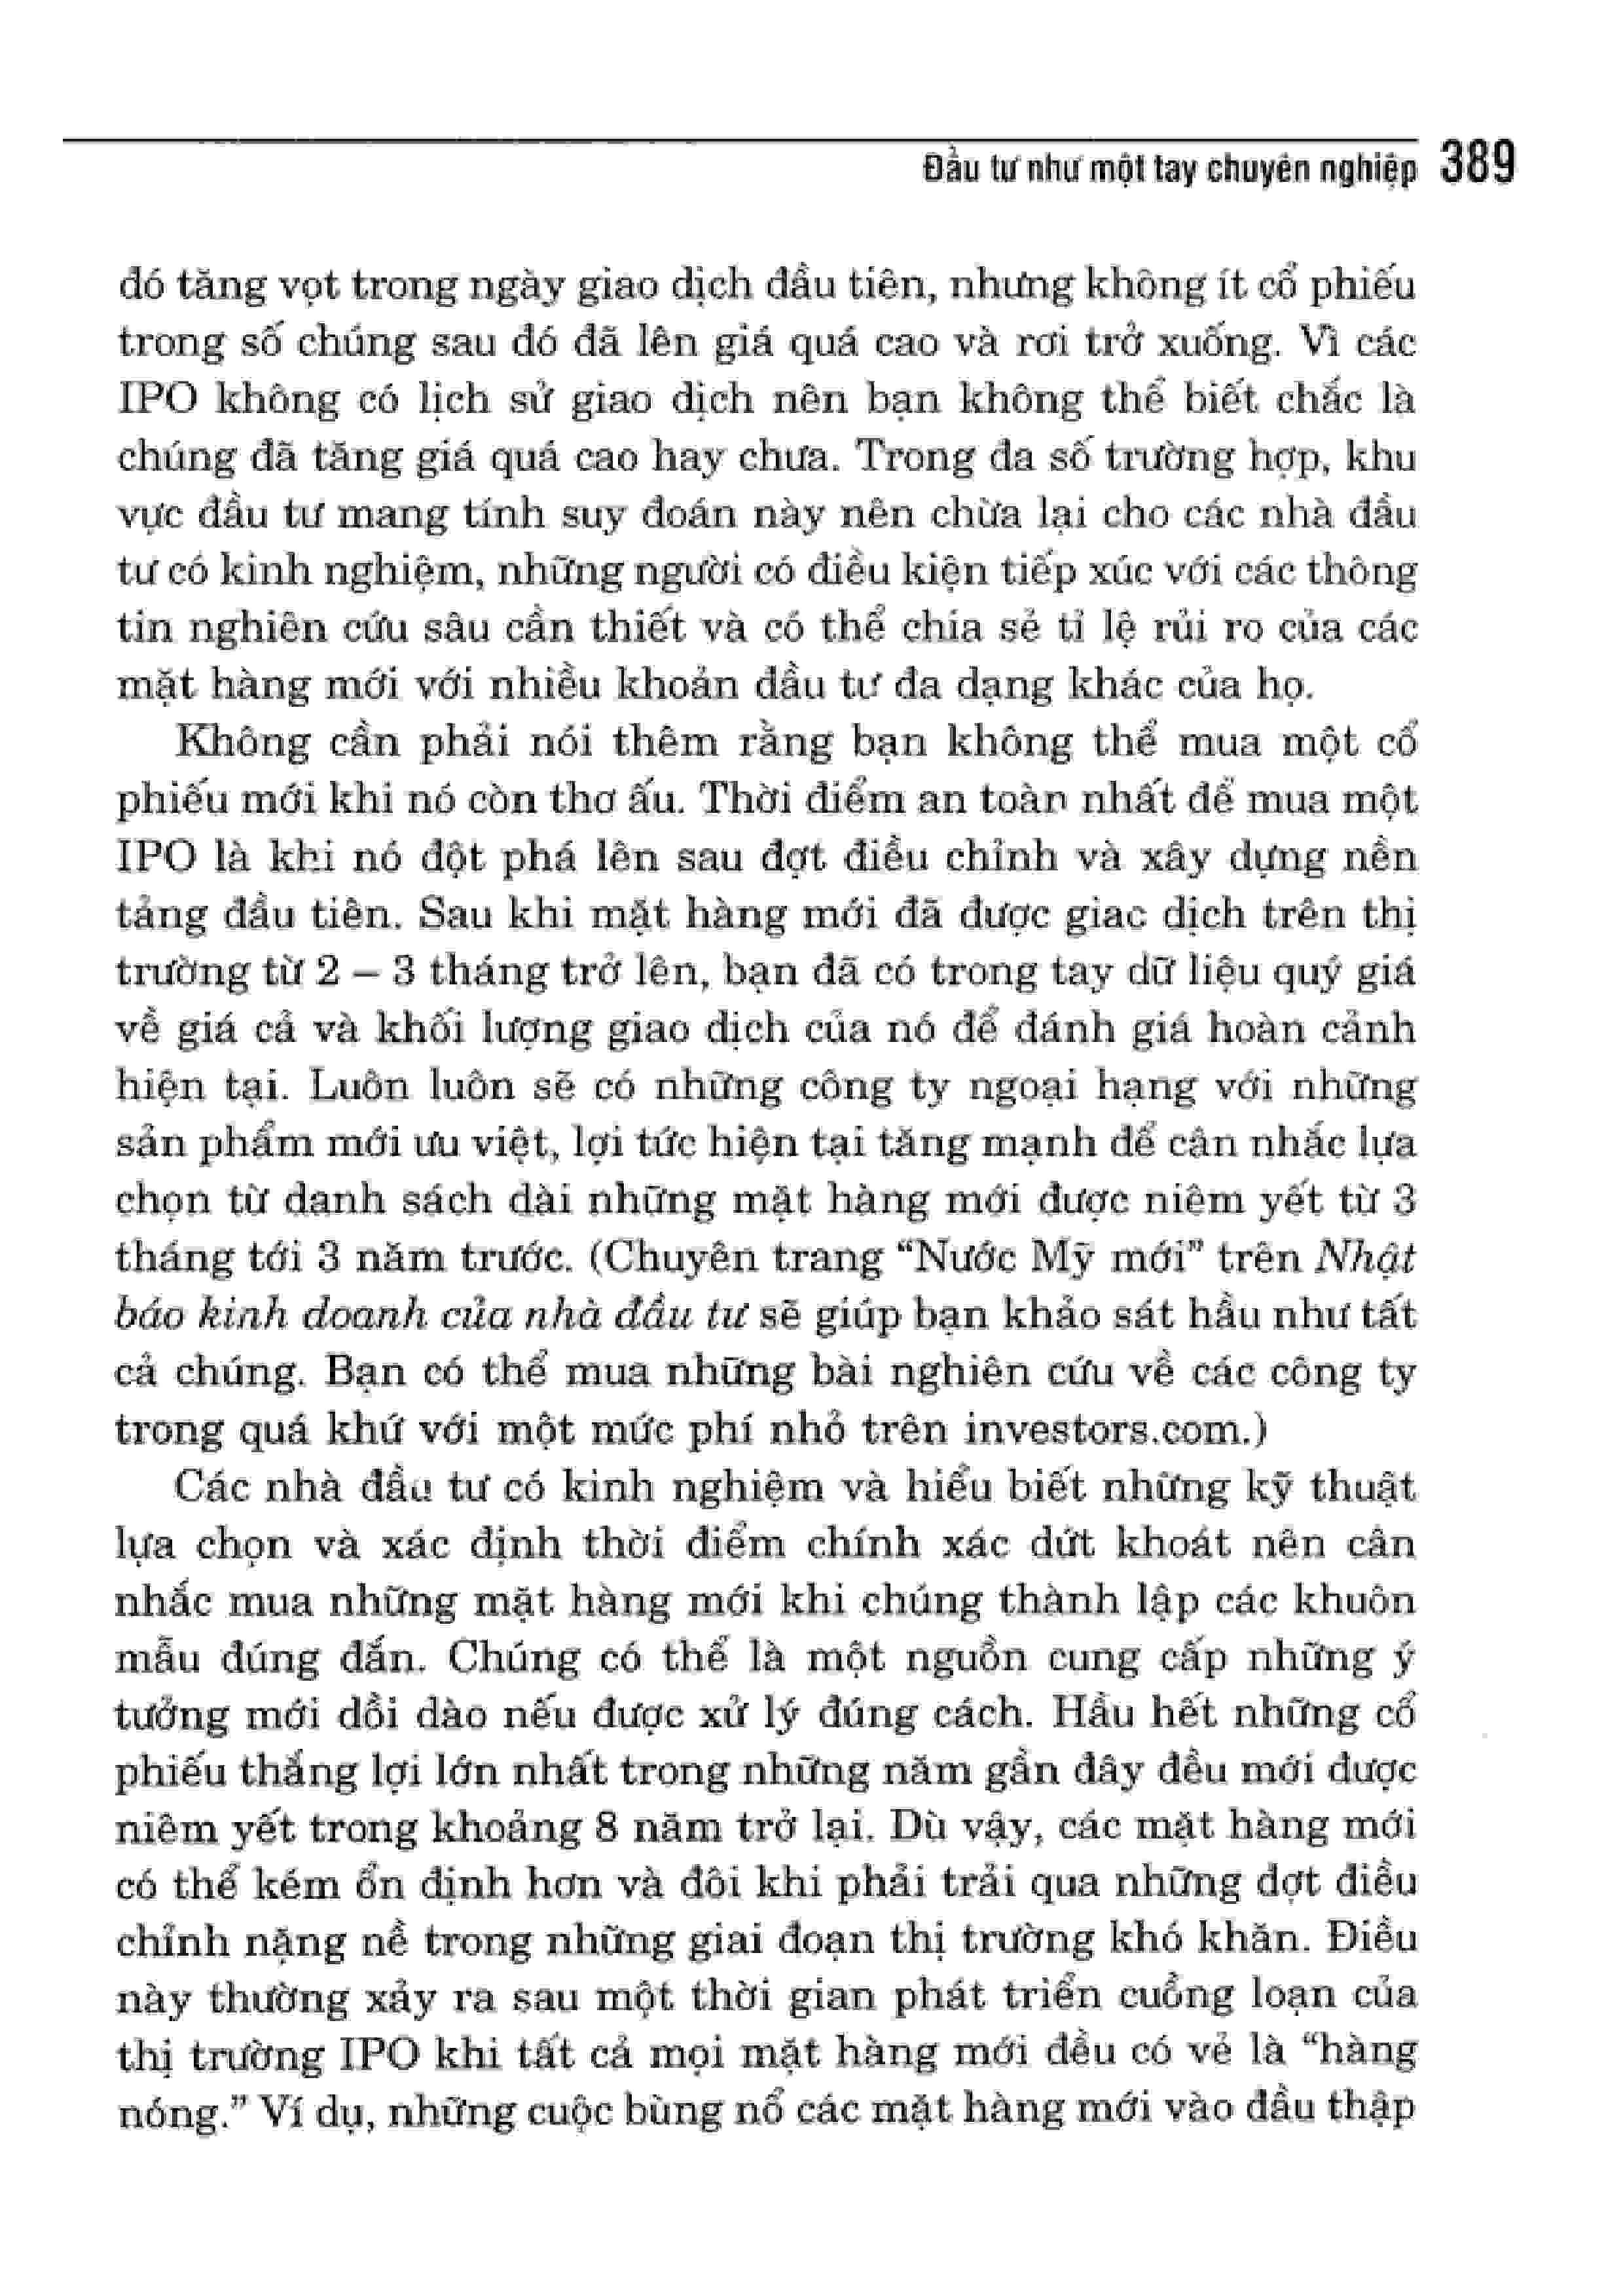 Đầu tư như một tay chuyên nghiệp 389
đó tăng vọt trong ngày giao dịch đầu tiên, nhưng không ít cổ phiếu
trong số chúng sau đó đã lên giá quá cao và rơi trở xuống. Vì các
IPO không có lịch sử giao dịch nên bạn không thể biết chắc là
chúng đã tăng giá quá cao hay chưa. Trong đa số trường hợp, khu
vực đầu tư mang tính suy đoán này nên chừa lại cho các nhà đầu
tư có kinh nghiệm, những người có điều kiện tiếp xúc với các thông
tin nghiên cứu sâu cần thiết và có thể chia sẻ tỉ lệ rủi ro của các
mặt hàng mới với nhiều khoản đầu tư đa dạng khác của họ.
Không cần phải nói thêm rằng bạn không thể mua một cổ
phiếu mới khi nó còn thơ ấu. Thời điểm an toàn nhất để mua một
IPO là khi nó đột phá lên sau đợt điều chỉnh và xây dựng nền
tảng đầu tiên. Sau khi mặt hàng mới đã được giao dịch trên thị
trường từ 2 – 3 tháng trở lên, bạn đã có trong tay dữ liệu quý giá
về giá cả và khối lượng giao dịch của nó để đánh giá hoàn cảnh
hiện tại. Luôn luôn sẽ có những công ty ngoại hạng với những
sản phẩm mới ưu việt, lợi tức hiện tại tăng mạnh để cân nhắc lựa
chọn từ danh sách dài những mặt hàng mới được niêm yết từ 3
tháng tới 3 năm trước. (Chuyên trang “Nước Mỹ mới” trên Nhật
báo kinh doanh của nhà đầu tư sẽ giúp bạn khảo sát hầu như tất
cả chúng. Bạn có thể mua những bài nghiên cứu về các công ty
trong quá khứ với một mức phí nhỏ trên investors.com.)
Các nhà đầu tư có kinh nghiệm và hiểu biết những kỹ thuật
lựa chọn và xác định thời điểm chính xác dứt khoát nên cân
nhắc mua những mặt hàng mới khi chúng thành lập các khuôn
mẫu đúng đắn. Chúng có thể là một nguồn cung cấp những ý
tưởng mới dồi dào nếu được xử lý đúng cách. Hầu hết những cổ
phiếu thắng lợi lớn nhất trong những năm gần đây đều mới được
niêm yết trong khoảng 8 năm trở lại. Dù vậy, các mặt hàng mới
có thể kém ổn định hơn và đôi khi phải trải qua những đợt điều
chỉnh nặng nề trong những giai đoạn thị trường khó khăn. Điều
này thường xảy ra sau một thời gian phát triển cuồng loạn của
thị trường IPO khi tất cả mọi mặt hàng mới đều có vẻ là “hàng
nóng.” Ví dụ, những cuộc bùng nổ các mặt hàng mới vào đầu thập